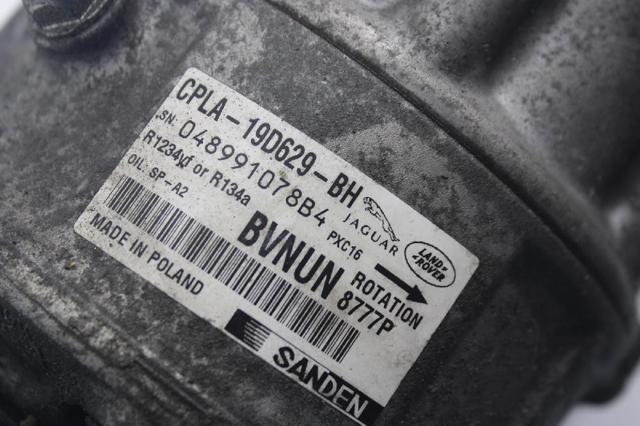 CPLA-19D629-BH
SN: 048991078B4
R1234yf or R134a
OIL: SP-A2
JAGUAR
PXC16
LAND-
ROVER
BVNUN
ROTATION
8777P
MADE IN POLAND
SANDEN